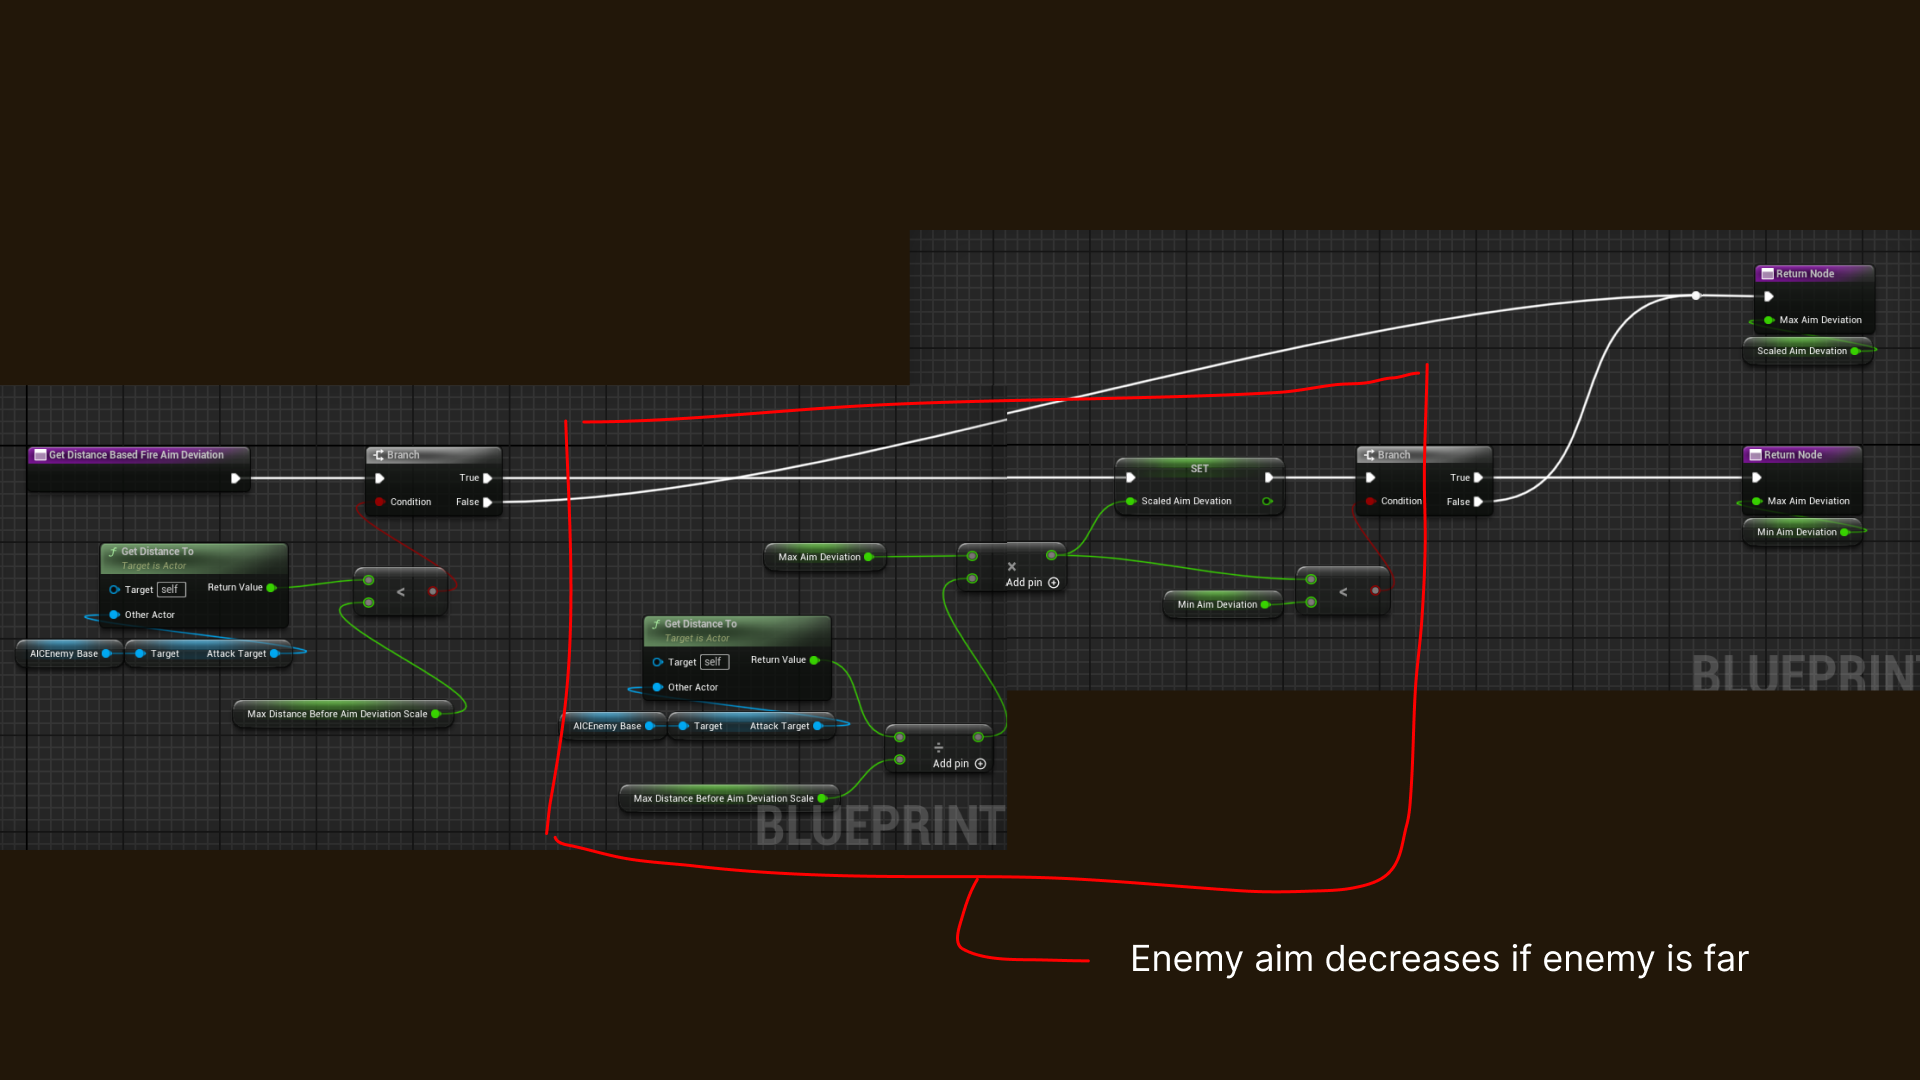 Return Node
Max Aim Deviation
Scaled Aim Devation
Get Distance Based Fire Aim Deviation
Branch
True
Condition
False
SET
Scaled Aim Devation
Branch
True
Condition
False
Return Node
Max Aim Deviation
Min Aim Deviation
Get Distance To
Target is Actor
Target self
Return Value
Other Actor
<
AICEnemy Base
Target Attack Target
Max Distance Before Aim Deviation Scale
Max Aim Deviation
×
Add pin
Min Aim Deviation
<
Get Distance To
Target is Actor
Target self
Return Value
Other Actor
AICEnemy Base
Target Attack Target
÷
Add pin
Max Distance Before Aim Deviation Scale
BLUEPRINT
BLUEPRINT
Enemy aim decreases if enemy is far